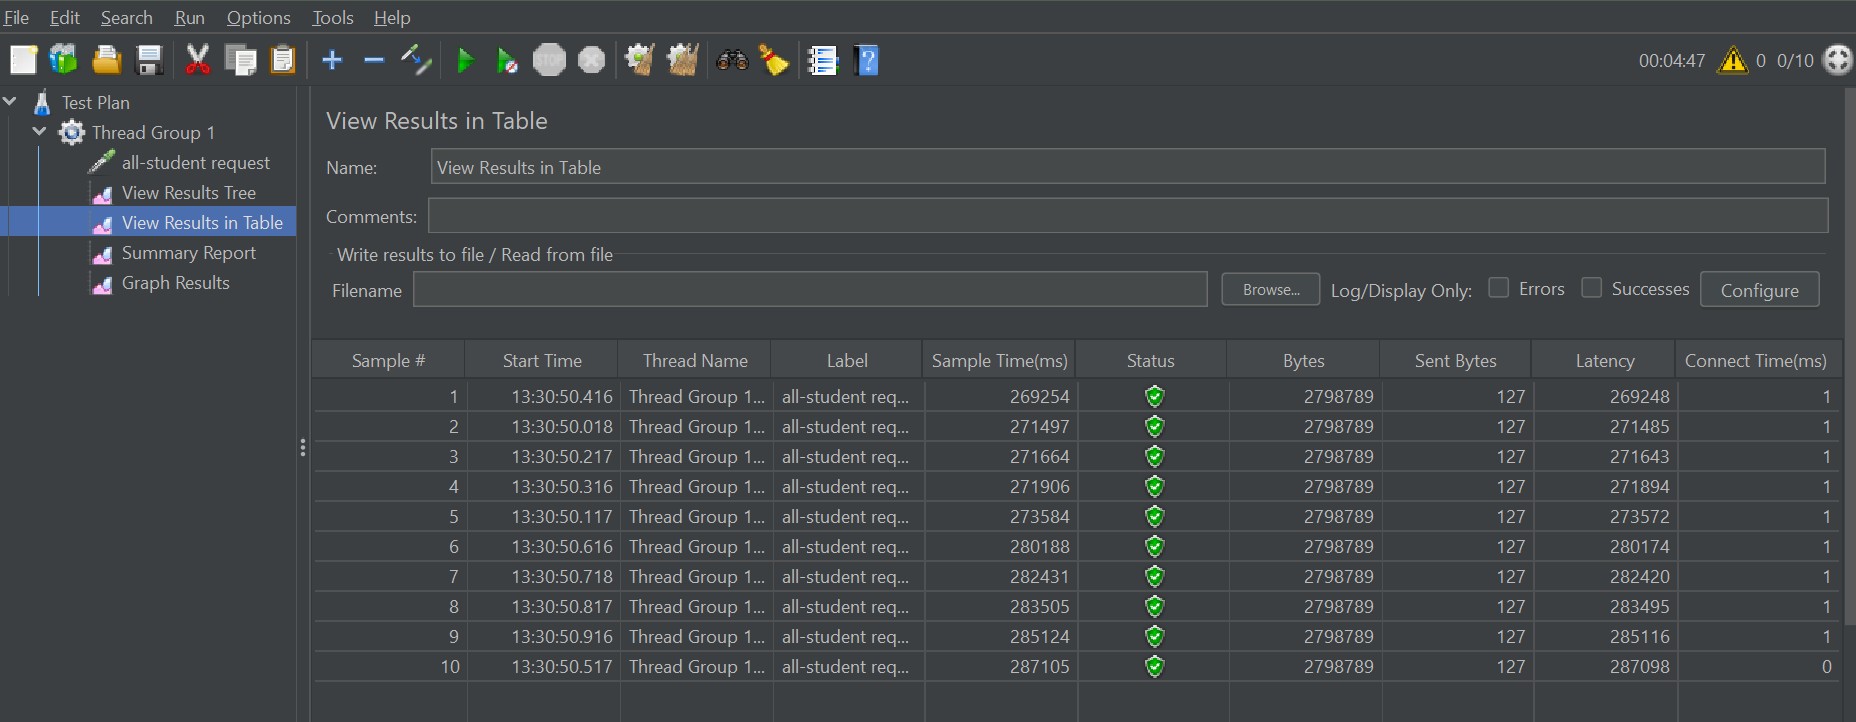 File Edit Search Run Options Tools Help
STOP 00:04:47 0 0/10
Test Plan
Thread Group 1
all-student request
View Results Tree
View Results in Table
Summary Report
Graph Results
View Results in Table
Name: View Results in Table
Comments:
Write results to file / Read from file
Filename Browse... Log/Display Only: Errors Successes Configure
Sample # Start Time Thread Name Label Sample Time(ms) Status Bytes Sent Bytes Latency Connect Time(ms)
1 13:30:50.416 Thread Group 1... all-student req... 269254 2798789 127 269248 1
2 13:30:50.018 Thread Group 1... all-student req... 271497 2798789 127 271485 1
3 13:30:50.217 Thread Group 1... all-student req... 271664 2798789 127 271643 1
4 13:30:50.316 Thread Group 1... all-student req... 271906 2798789 127 271894 1
5 13:30:50.117 Thread Group 1... all-student req... 273584 2798789 127 273572 1
6 13:30:50.616 Thread Group 1... all-student req... 280188 2798789 127 280174 1
7 13:30:50.718 Thread Group 1... all-student req... 282431 2798789 127 282420 1
8 13:30:50.817 Thread Group 1... all-student req... 283505 2798789 127 283495 1
9 13:30:50.916 Thread Group 1... all-student req... 285124 2798789 127 285116 1
10 13:30:50.517 Thread Group 1... all-student req... 287105 2798789 127 287098 0